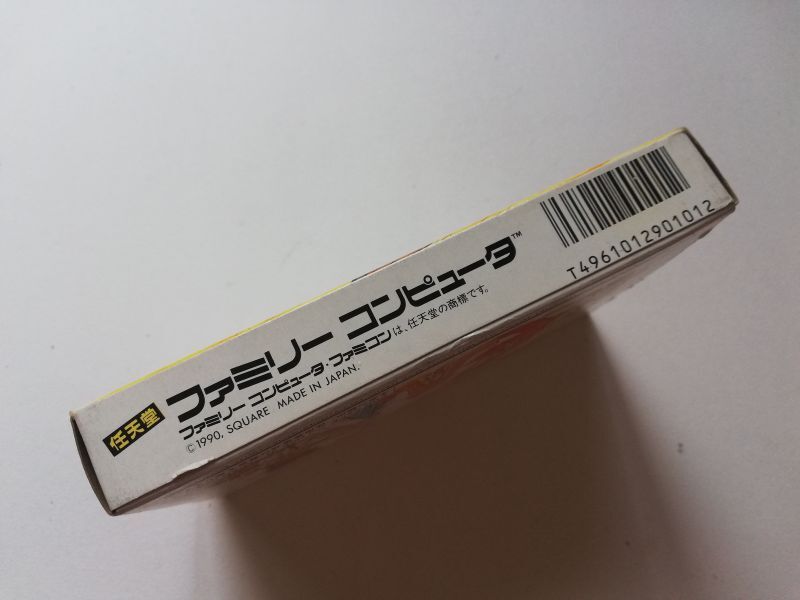 任天堂 ファミリー コンピュータ™
ファミリー コンピュータ・ファミコンは、任天堂の商標です。
©1990, SQUARE MADE IN JAPAN.
T4961012901012